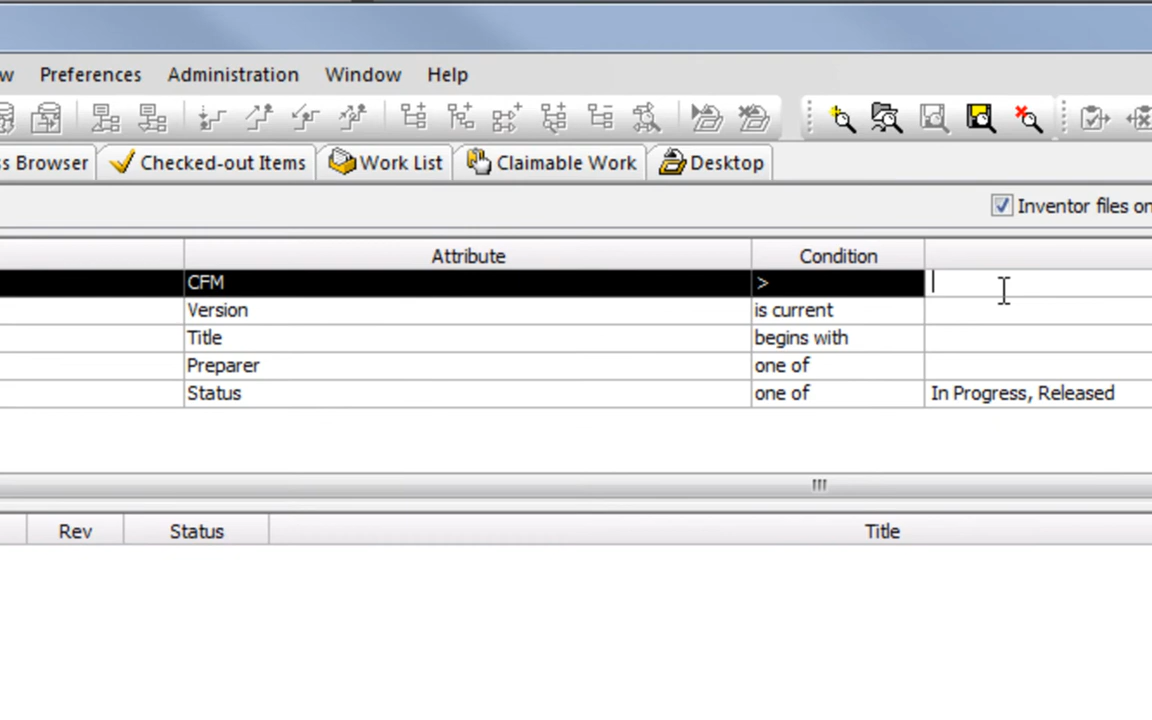 w Preferences Administration Window Help
s Browser Checked-out Items Work List Claimable Work Desktop
Inventor files on
Attribute Condition
CFM >
Version is current
Title begins with
Preparer one of
Status one of In Progress, Released
Rev Status Title